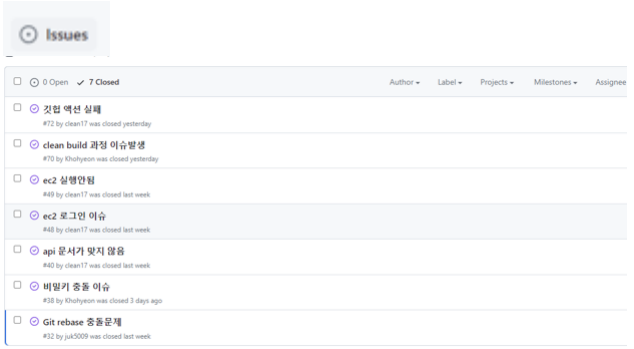 Issues
0 Open 7 Closed Author Label Projects Milestones Assignee
깃헙 액션 실패
#72 by clean17 was closed yesterday
clean build 과정 이슈발생
#70 by Khohyeon was closed yesterday
ec2 실행안됨
#49 by clean17 was closed last week
ec2 로그인 이슈
#48 by clean17 was closed last week
api 문서가 맞지 않음
#40 by clean17 was closed last week
비밀키 충돌 이슈
#38 by Khohyeon was closed 3 days ago
Git rebase 충돌문제
#32 by juk5009 was closed last week